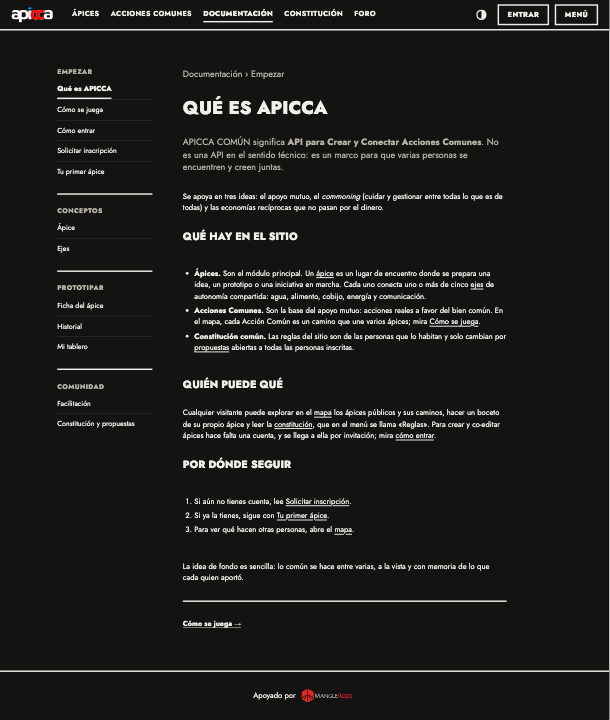 apicca
ÁPICES
ACCIONES COMUNES
DOCUMENTACIÓN
CONSTITUCIÓN
FORO
ENTRAR
MENÚ
EMPEZAR
Qué es APICCA
Cómo se juega
Cómo entrar
Solicitar inscripción
Tu primer ápice
CONCEPTOS
Ápice
Ejes
PROTOTIPAR
Ficha del ápice
Historial
Mi tablero
COMUNIDAD
Facilitación
Constitución y propuestas
Documentación › Empezar
QUÉ ES APICCA
APICCA COMÚN significa API para Crear y Conectar Acciones Comunes. No
es una API en el sentido técnico: es un marco para que varias personas se
encuentren y creen juntas.
Se apoya en tres ideas: el apoyo mutuo, el commoning (cuidar y gestionar entre todas lo que es de
todas) y las economías recíprocas que no pasan por el dinero.
QUÉ HAY EN EL SITIO
• Ápices. Son el módulo principal. Un ápice es un lugar de encuentro donde se prepara una
idea, un prototipo o una iniciativa en marcha. Cada uno conecta uno o más de cinco ejes de
autonomía compartida: agua, alimento, cobijo, energía y comunicación.
• Acciones Comunes. Son la base del apoyo mutuo: acciones reales a favor del bien común. En
el mapa, cada Acción Común es un camino que une varios ápices; mira Cómo se juega.
• Constitución común. Las reglas del sitio son de las personas que lo habitan y solo cambian por
propuestas abiertas a todas las personas inscritas.
QUIÉN PUEDE QUÉ
Cualquier visitante puede explorar en el mapa los ápices públicos y sus caminos, hacer un boceto
de su propio ápice y leer la constitución, que en el menú se llama «Reglas». Para crear y co-editar
ápices hace falta una cuenta, y se llega a ella por invitación; mira cómo entrar.
POR DÓNDE SEGUIR
1. Si aún no tienes cuenta, lee Solicitar inscripción.
2. Si ya la tienes, sigue con Tu primer ápice.
3. Para ver qué hacen otras personas, abre el mapa.
La idea de fondo es sencilla: lo común se hace entre varias, a la vista y con memoria de lo que
cada quien aportó.
Cómo se juega →
Apoyado por MANGLEROJO